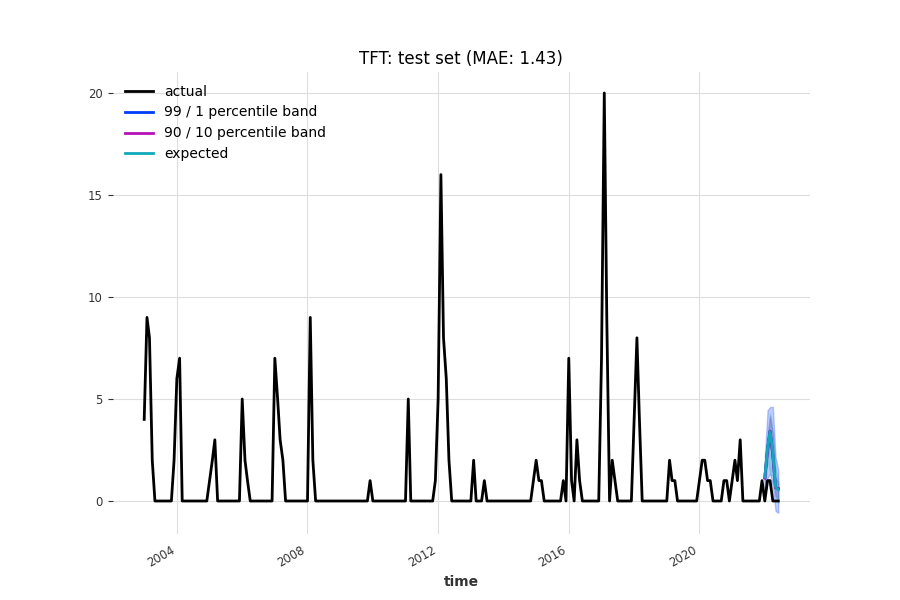 TFT: test set (MAE: 1.43)
actual
99 / 1 percentile band
90 / 10 percentile band
expected
20
15
10
5
0
2004
2008
2012
2016
2020
time